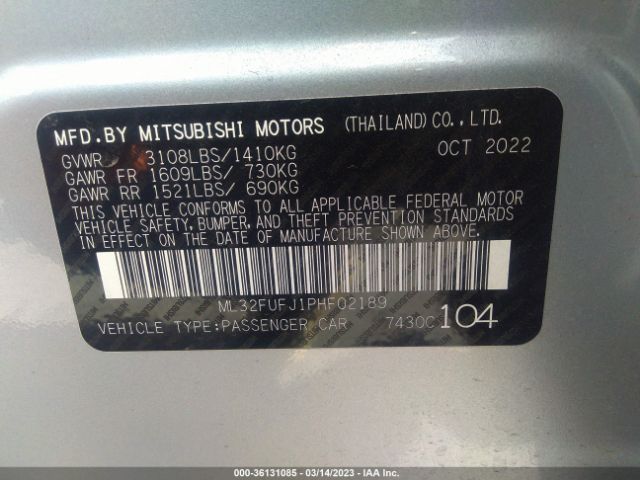 MFD.BY MITSUBISHI MOTORS (THAILAND) CO.,LTD.
GVWR 3108LBS/1410KG OCT 2022
GAWR FR 1609LBS/ 730KG
GAWR RR 1521LBS/ 690KG
THIS VEHICLE CONFORMS TO ALL APPLICABLE FEDERAL MOTOR
VEHICLE SAFETY, BUMPER, AND THEFT PREVENTION STANDARDS
IN EFFECT ON THE DATE OF MANUFACTURE SHOWN ABOVE.
ML32FUFJ1PHF02189
VEHICLE TYPE:PASSENGER CAR 7430C 104
000-36131085 - 03/14/2023 - IAA Inc.